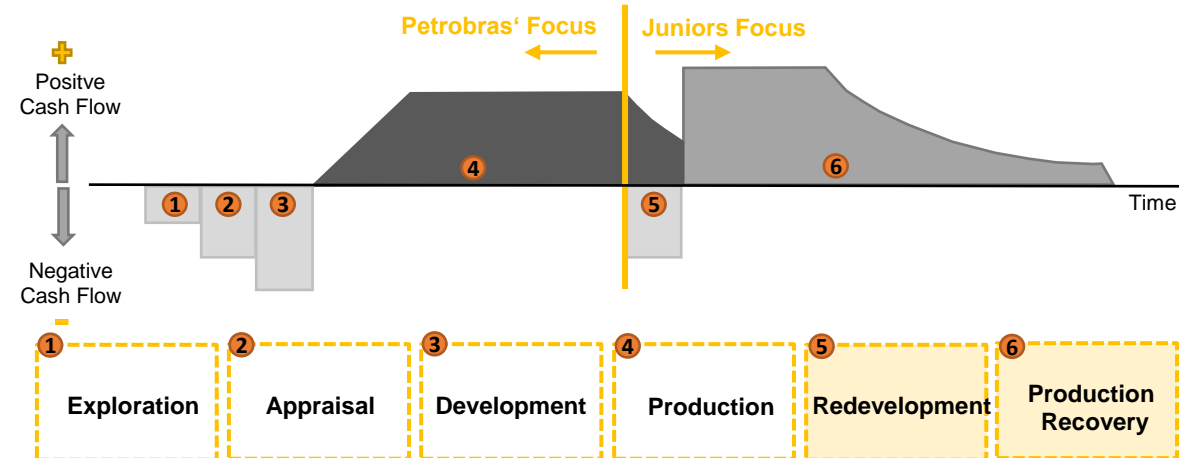 Petrobras‘ Focus
Juniors Focus
Positve
Cash Flow
4
6
1
2
3
5
Time
Negative
Cash Flow
1
2
3
4
5
6
Exploration
Appraisal
Development
Production
Redevelopment
Production
Recovery